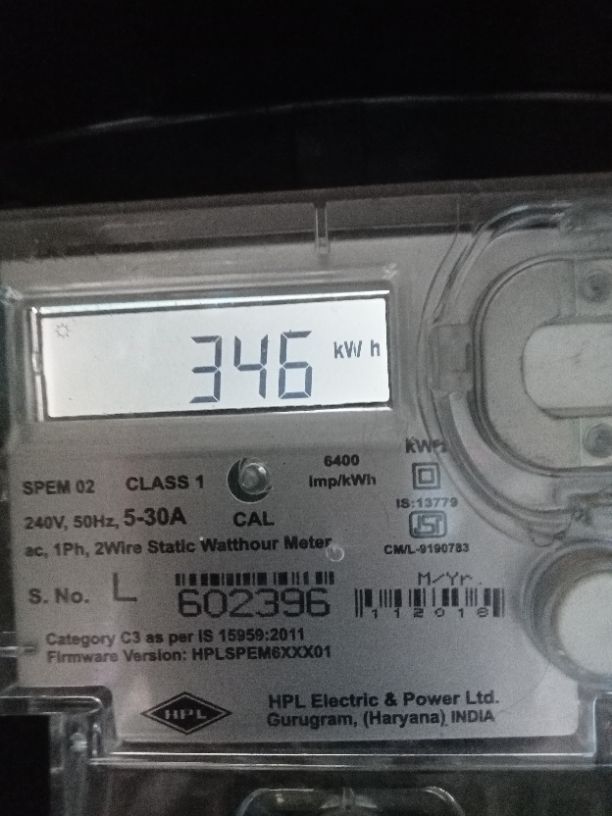 346 kWh
6400
SPEM 02 CLASS 1 Imp/kWh
kWh
IS:13779
240V, 50Hz, 5-30A CAL
ac, 1Ph, 2Wire Static Watthour Meter
CM/L-9190783
S. No. L 602396
M/Yr.
112018
Category C3 as per IS 15959:2011
Firmware Version: HPLSPEM6XXX01
HPL
HPL Electric & Power Ltd.
Gurugram, (Haryana) INDIA